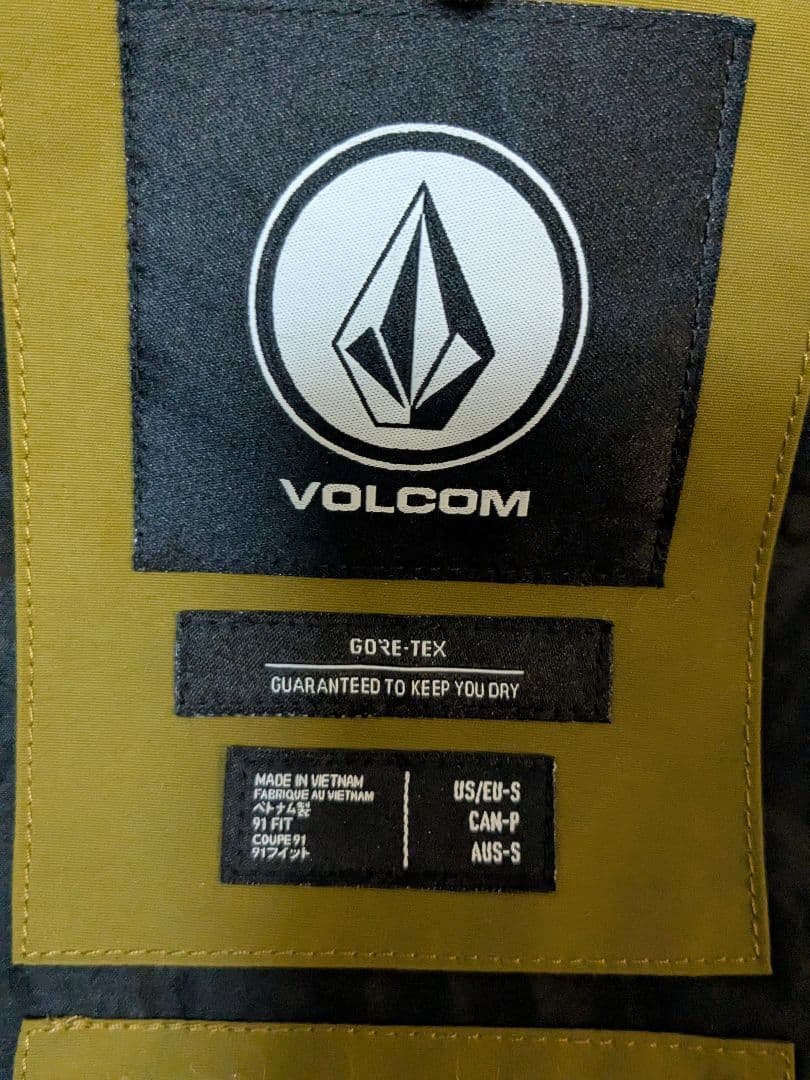 VOLCOM
GORE-TEX
GUARANTEED TO KEEP YOU DRY
MADE IN VIETNAM
FABRIQUE AU VIETNAM
ベトナム製
91 FIT
COUPE 91
91フィット
US/EU-S
CAN-P
AUS-S